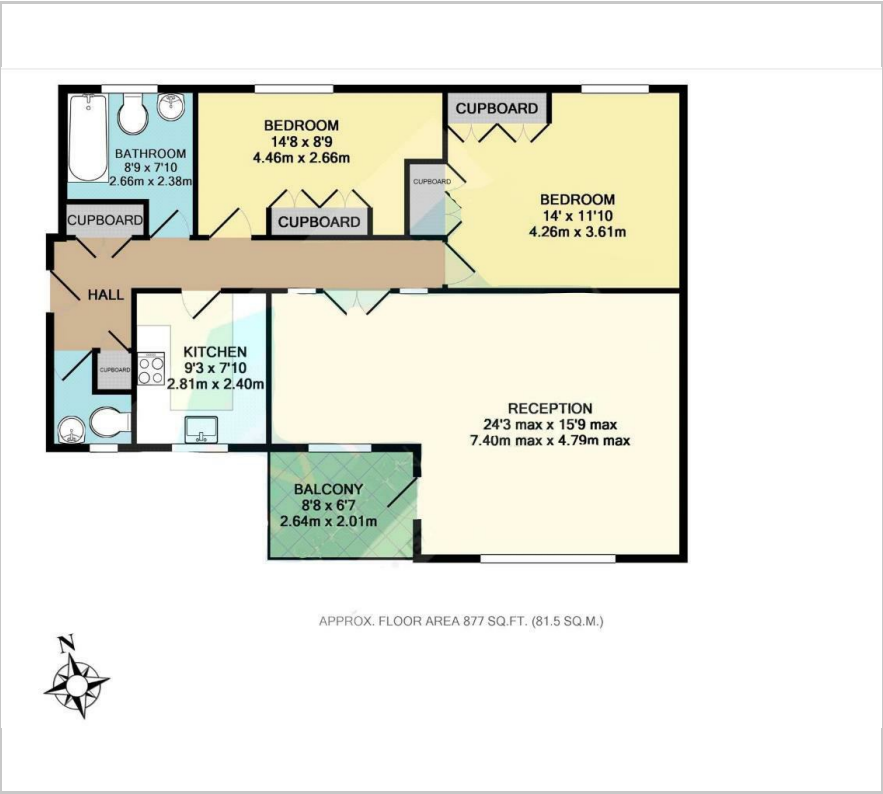 CUPBOARD
BEDROOM
14'8 x 8'9
4.46m x 2.66m
BATHROOM
8'9 x 7'10
2.66m x 2.38m
CUPBOARD
CUPBOARD
CUPBOARD
BEDROOM
14' x 11'10
4.26m x 3.61m
HALL
KITCHEN
9'3 x 7'10
2.81m x 2.40m
CUPBOARD
RECEPTION
24'3 max x 15'9 max
7.40m max x 4.79m max
BALCONY
8'8 x 6'7
2.64m x 2.01m
APPROX. FLOOR AREA 877 SQ.FT. (81.5 SQ.M.)
N